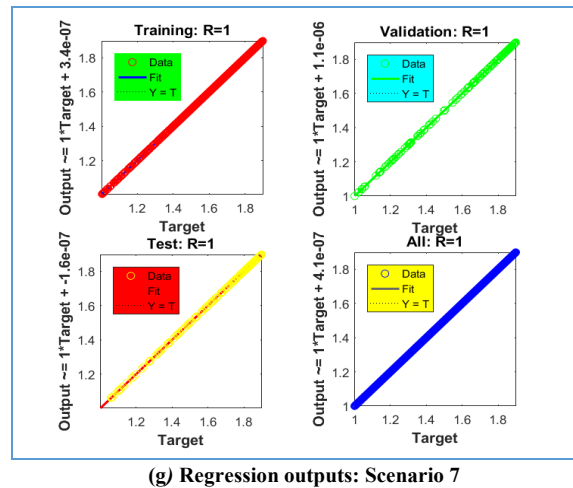 Training: R=1
Output ~= 1*Target + 3.4e-07
1.8
1.6
1.4
1.2
Data
Fit
Y = T
1.2 1.4 1.6 1.8
Target
Validation: R=1
Output ~= 1*Target + 1.1e-06
1.8
1.6
1.4
1.2
1
Data
Fit
Y = T
1 1.2 1.4 1.6 1.8
Target
Test: R=1
Output ~= 1*Target + -1.6e-07
1.8
1.6
1.4
1.2
Data
Fit
Y = T
1.2 1.4 1.6 1.8
Target
All: R=1
Output ~= 1*Target + 4.1e-07
1.8
1.6
1.4
1.2
1
Data
Fit
Y = T
1 1.2 1.4 1.6 1.8
Target
(g) Regression outputs: Scenario 7